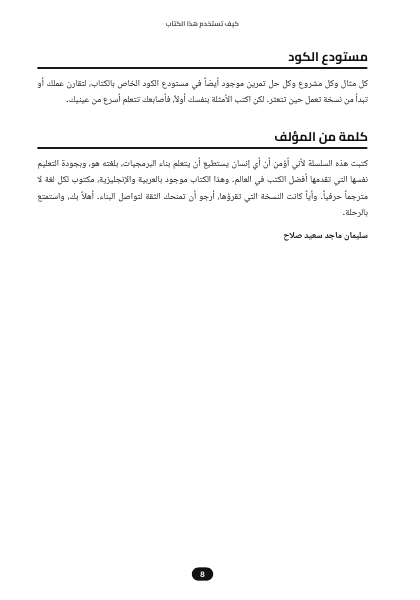 كيف تستخدم هذا الكتاب
مستودع الكود
كل مثال وكل مشروع وكل حل تمرين موجود أيضاً في مستودع الكود الخاص بالكتاب، لتقارن عملك أو
تبدأ من نسخة تعمل حين تتعثر. لكن اكتب الأمثلة بنفسك أولاً، فأصابعك تتعلم أسرع من عينيك.
كلمة من المؤلف
كتبت هذه السلسلة لأني أؤمن أن أي إنسان يستطيع أن يتعلم بناء البرمجيات، بلغته هو، وبجودة التعليم
نفسها التي تقدمها أفضل الكتب في العالم. وهذا الكتاب موجود بالعربية والإنجليزية، مكتوب لكل لغة لا
مترجماً حرفياً. وأياً كانت النسخة التي تقرؤها، أرجو أن تمنحك الثقة لتواصل البناء. أهلاً بك، واستمتع
بالرحلة.
سليمان ماجد سعيد صلاح
8